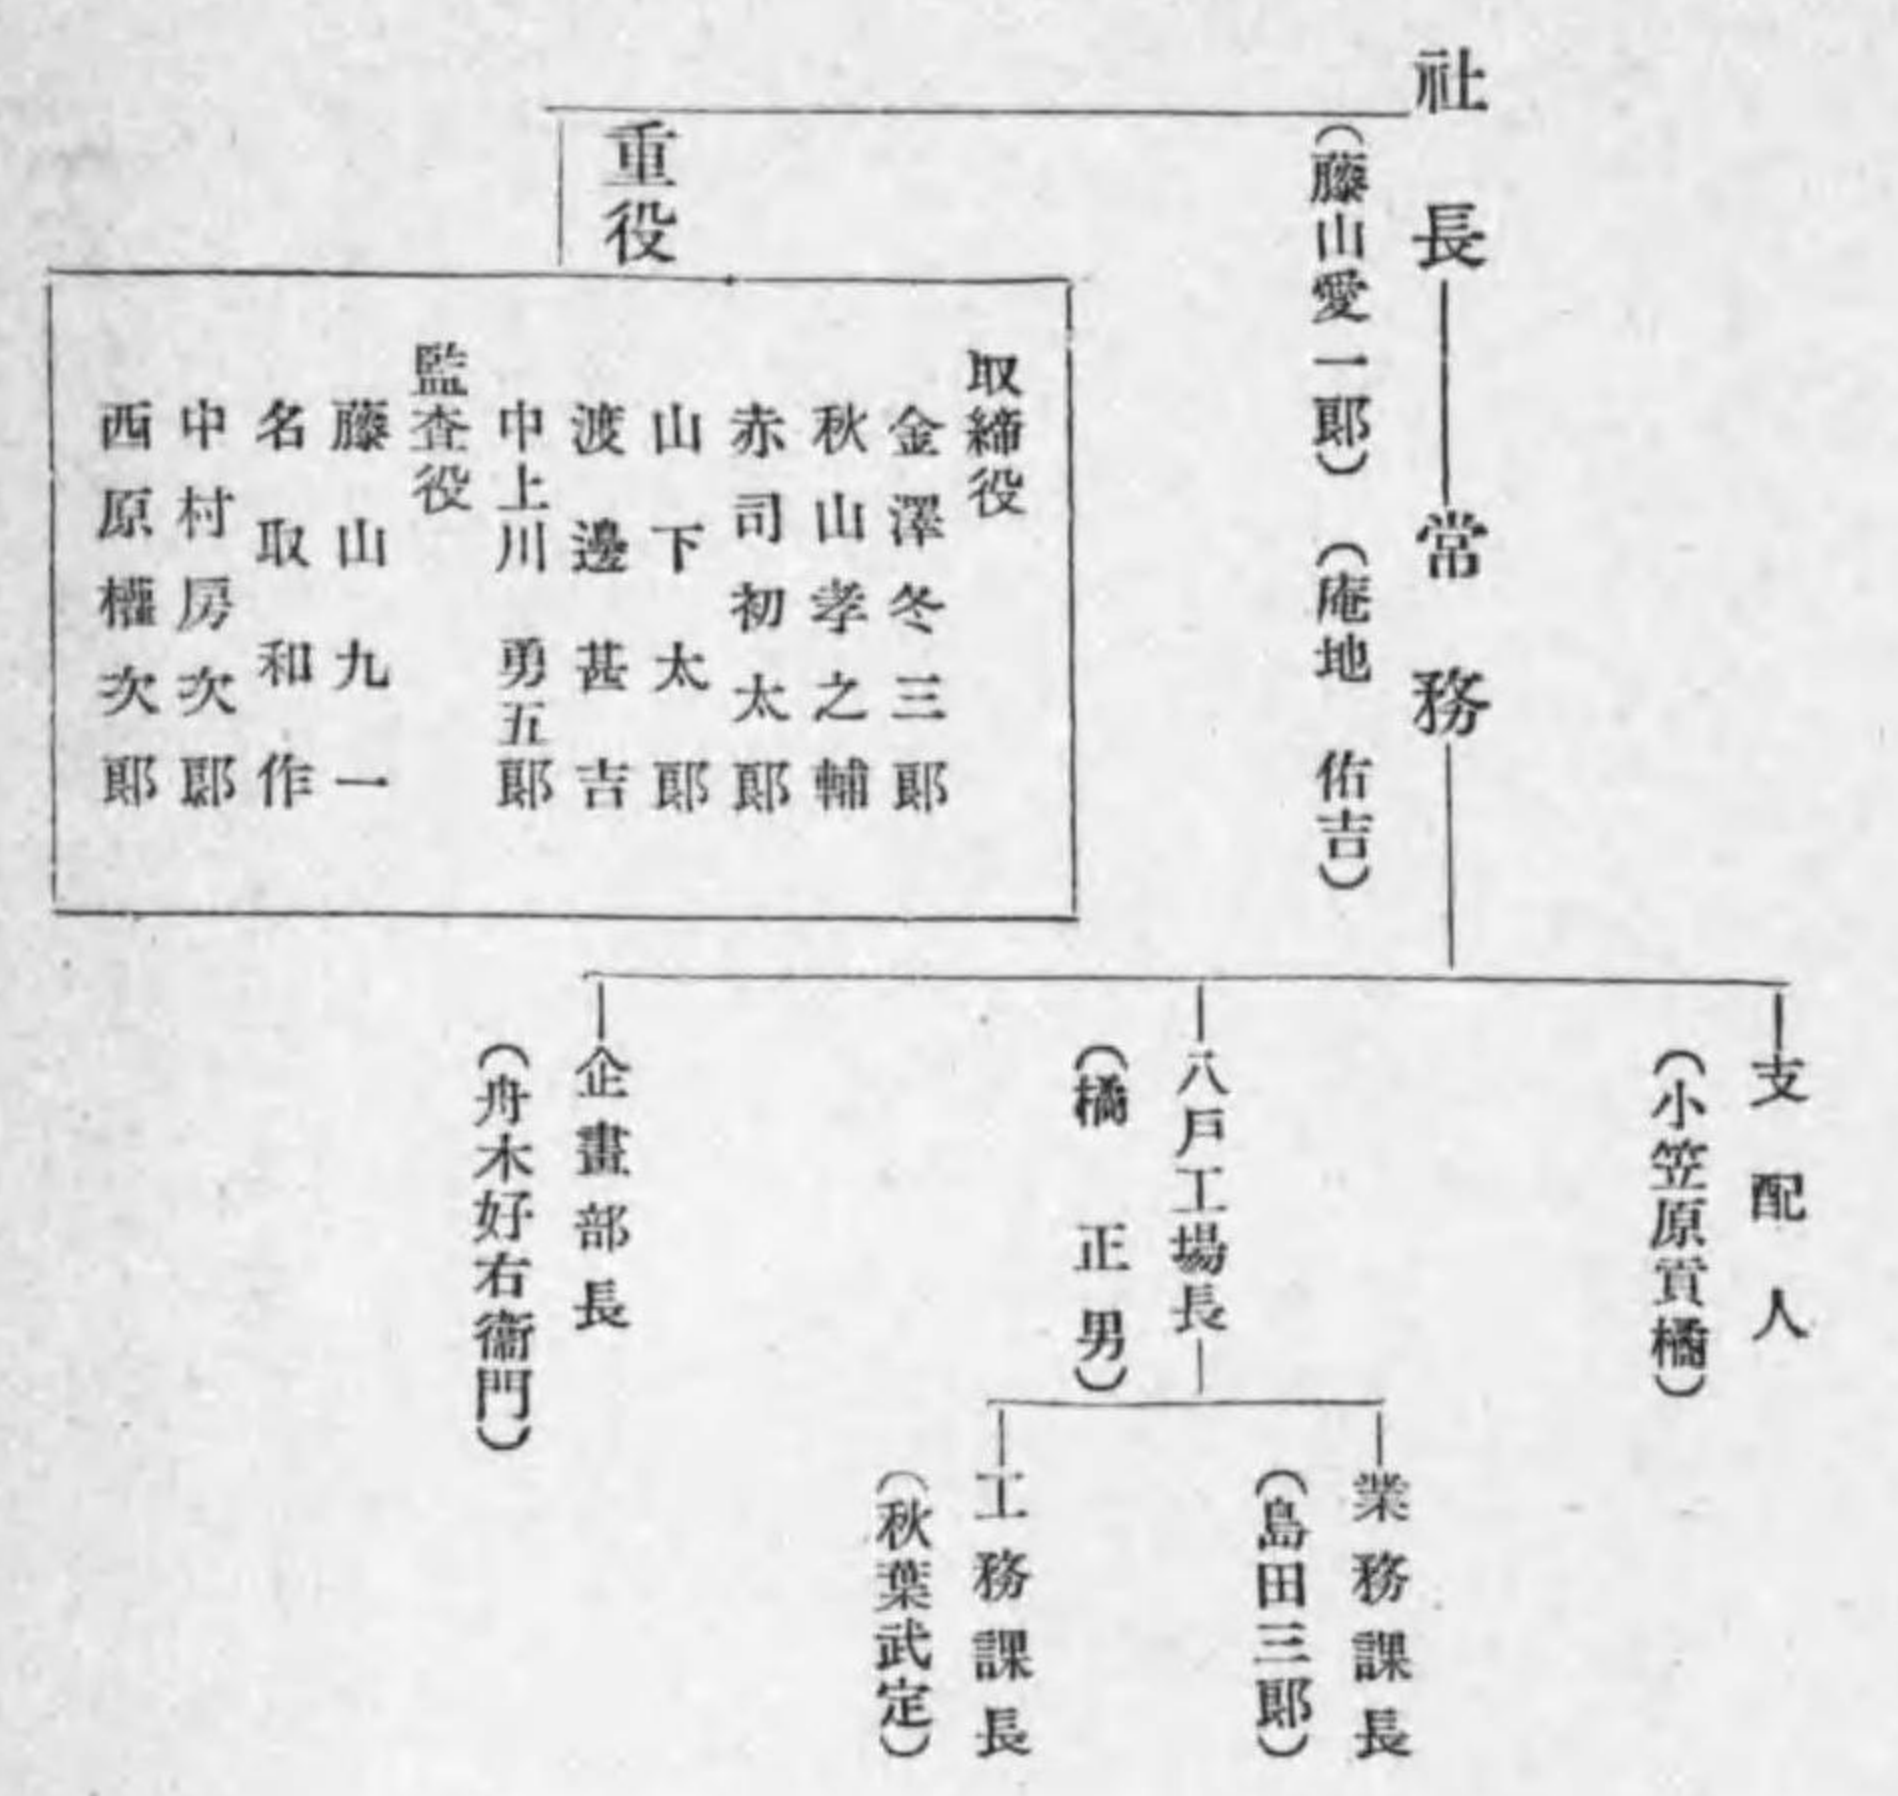 社長
常務
(藤山愛一郎)
(庵地 佑吉)
重役
取締役
金澤冬三郎
秋山孝之輔
赤司初太郎
山下太郎
渡邊甚吉
中上川勇五郎
監査役
藤山九一
名取和作
中村房次郎
西原權次郎
支配人
(小笠原貢橘)
八戸工場長
(橘 正男)
業務課長
(島田三郎)
工務課長
(秋葉武定)
企畫部長
(舟木好右衞門)